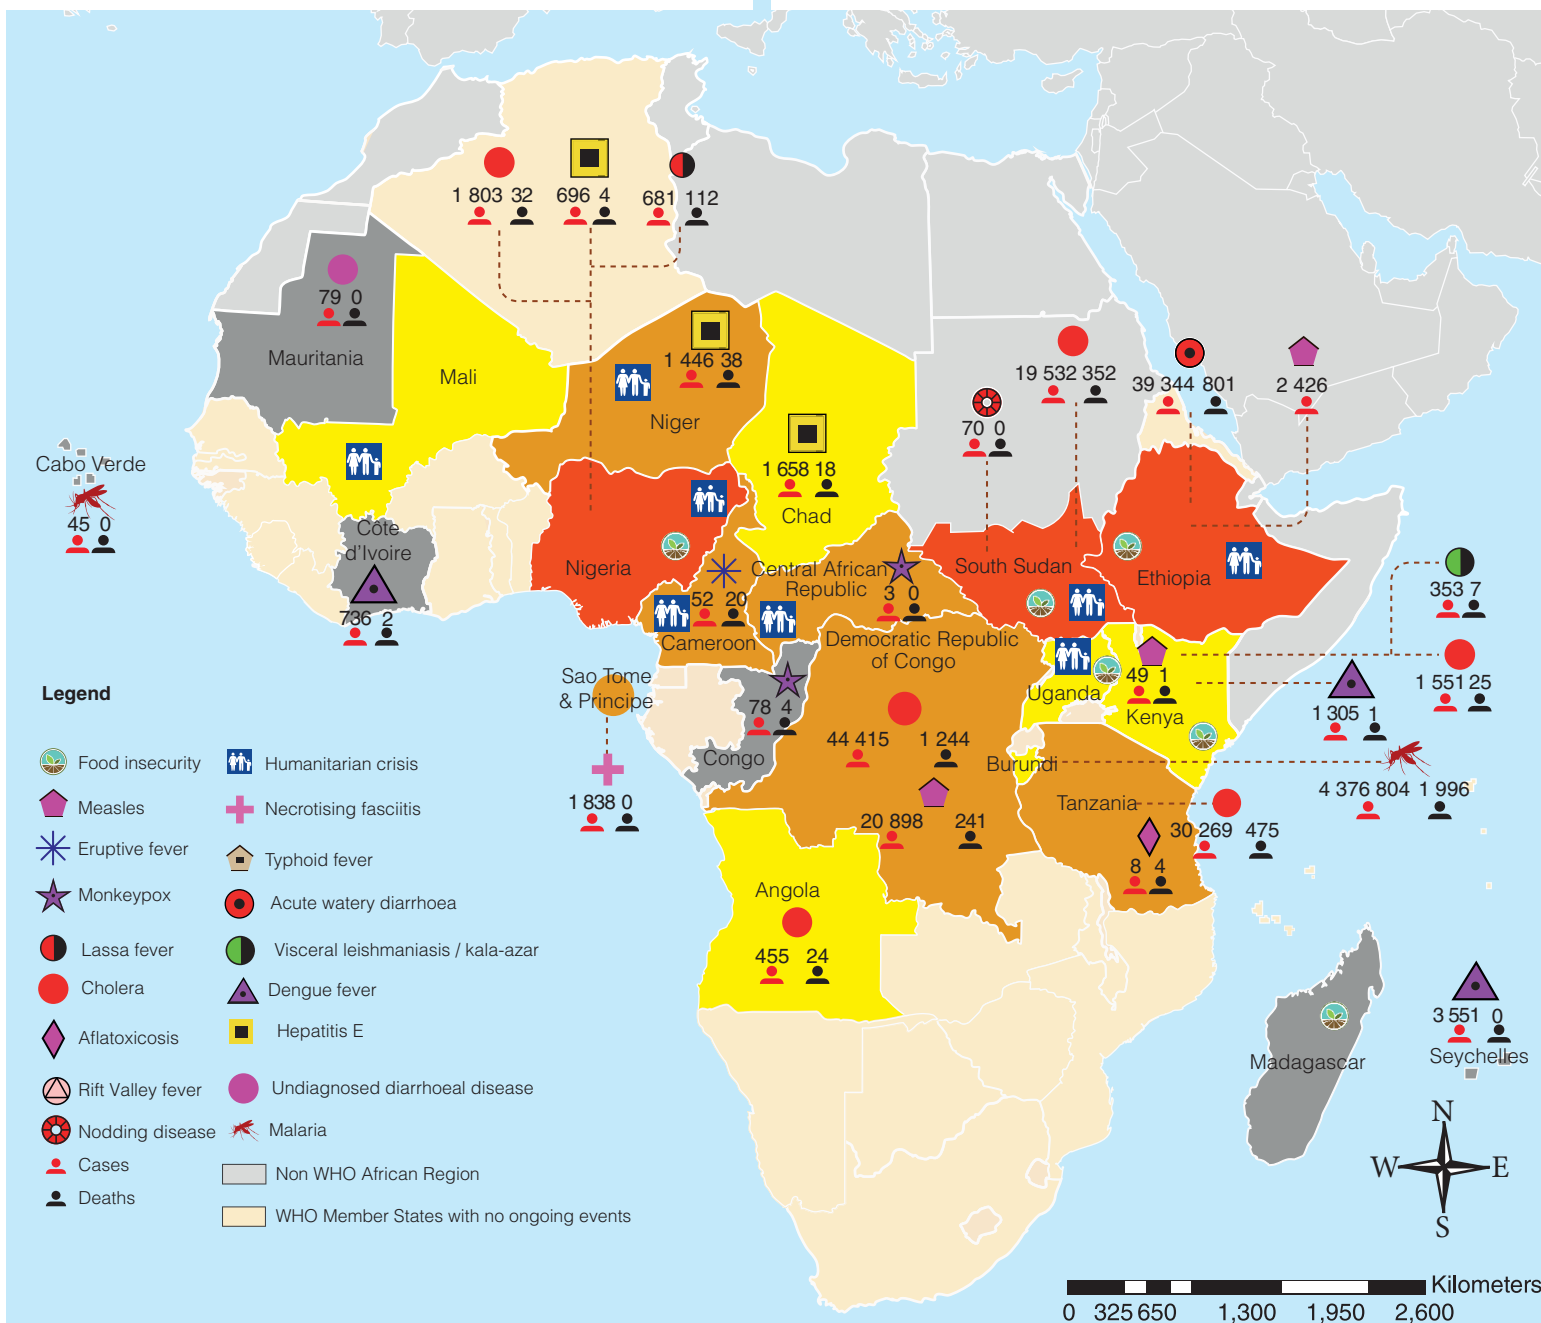 1 803 32
696 4
681 112
79 0
Mauritania
Mali
1 446 38
Niger
1 658 18
Chad
70 0
19 532 352
39 344 801
2 426
Cabo Verde
45 0
Côte
d'Ivoire
736 2
Nigeria
52 20
Cameroon
Central African
Republic
3 0
South Sudan
Ethiopia
353 7
Democratic Republic
of Congo
Sao Tome
& Principe
1 838 0
78 4
Congo
44 415 1 244
20 898 241
Uganda
49 1
Kenya
1 551 25
1 305 1
Burundi
4 376 804 1 996
Tanzania
30 269 475
8 4
Angola
455 24
Madagascar
3 551 0
Seychelles
Legend
Food insecurity
Humanitarian crisis
Measles
Necrotising fasciitis
Eruptive fever
Typhoid fever
Monkeypox
Acute watery diarrhoea
Lassa fever
Visceral leishmaniasis / kala-azar
Cholera
Dengue fever
Aflatoxicosis
Hepatitis E
Rift Valley fever
Undiagnosed diarrhoeal disease
Nodding disease
Malaria
Cases
Non WHO African Region
Deaths
WHO Member States with no ongoing events
N
W E
S
Kilometers
0 325 650 1,300 1,950 2,600